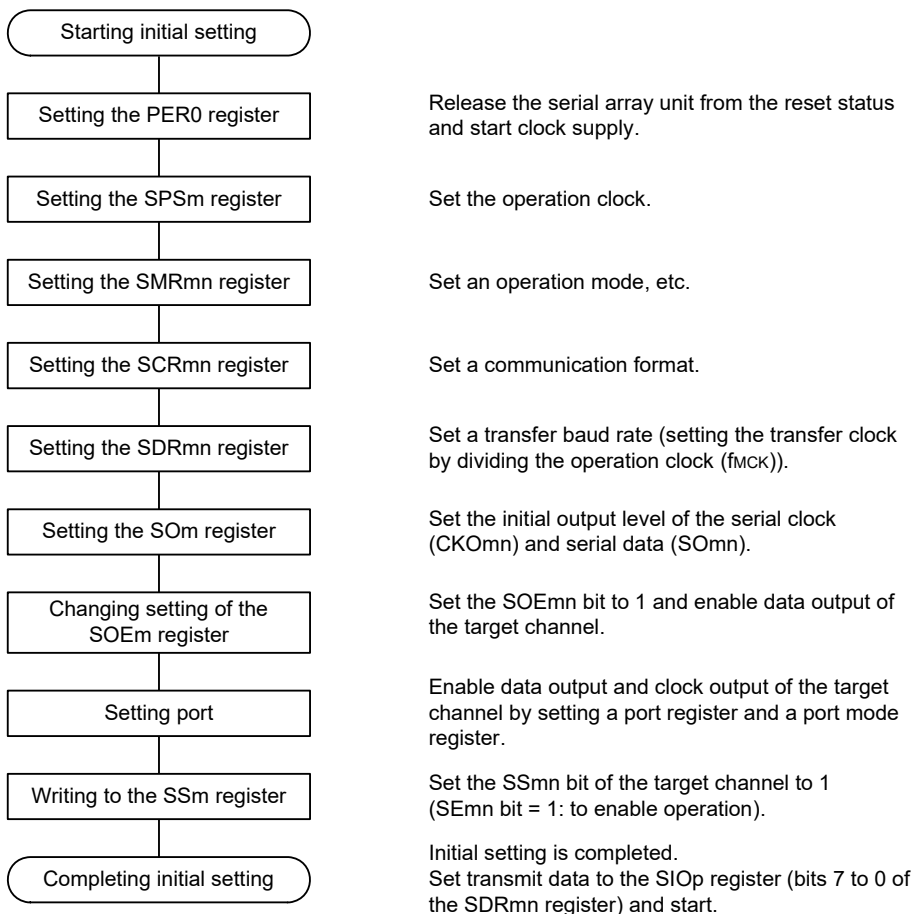 Starting initial setting
Setting the PER0 register
Release the serial array unit from the reset status
and start clock supply.
Setting the SPSm register
Set the operation clock.
Setting the SMRmn register
Set an operation mode, etc.
Setting the SCRmn register
Set a communication format.
Setting the SDRmn register
Set a transfer baud rate (setting the transfer clock
by dividing the operation clock (fMCK)).
Setting the SOm register
Set the initial output level of the serial clock
(CKOmn) and serial data (SOmn).
Changing setting of the
SOEm register
Set the SOEmn bit to 1 and enable data output of
the target channel.
Setting port
Enable data output and clock output of the target
channel by setting a port register and a port mode
register.
Writing to the SSm register
Set the SSmn bit of the target channel to 1
(SEmn bit = 1: to enable operation).
Completing initial setting
Initial setting is completed.
Set transmit data to the SIOp register (bits 7 to 0 of
the SDRmn register) and start.